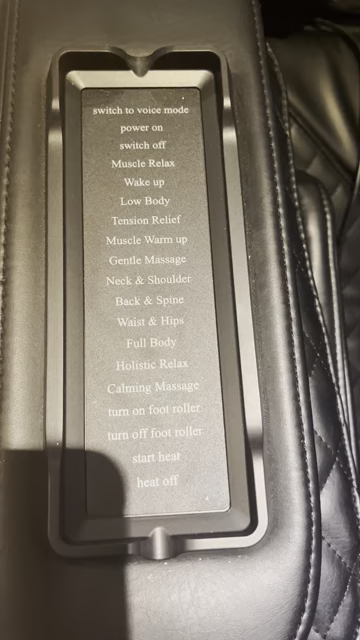 switch to voice mode
power on
switch off
Muscle Relax
Wake up
Low Body
Tension Relief
Muscle Warm up
Gentle Massage
Neck & Shoulder
Back & Spine
Waist & Hips
Full Body
Holistic Relax
Calming Massage
turn on foot roller
turn off foot roller
start heat
heat off